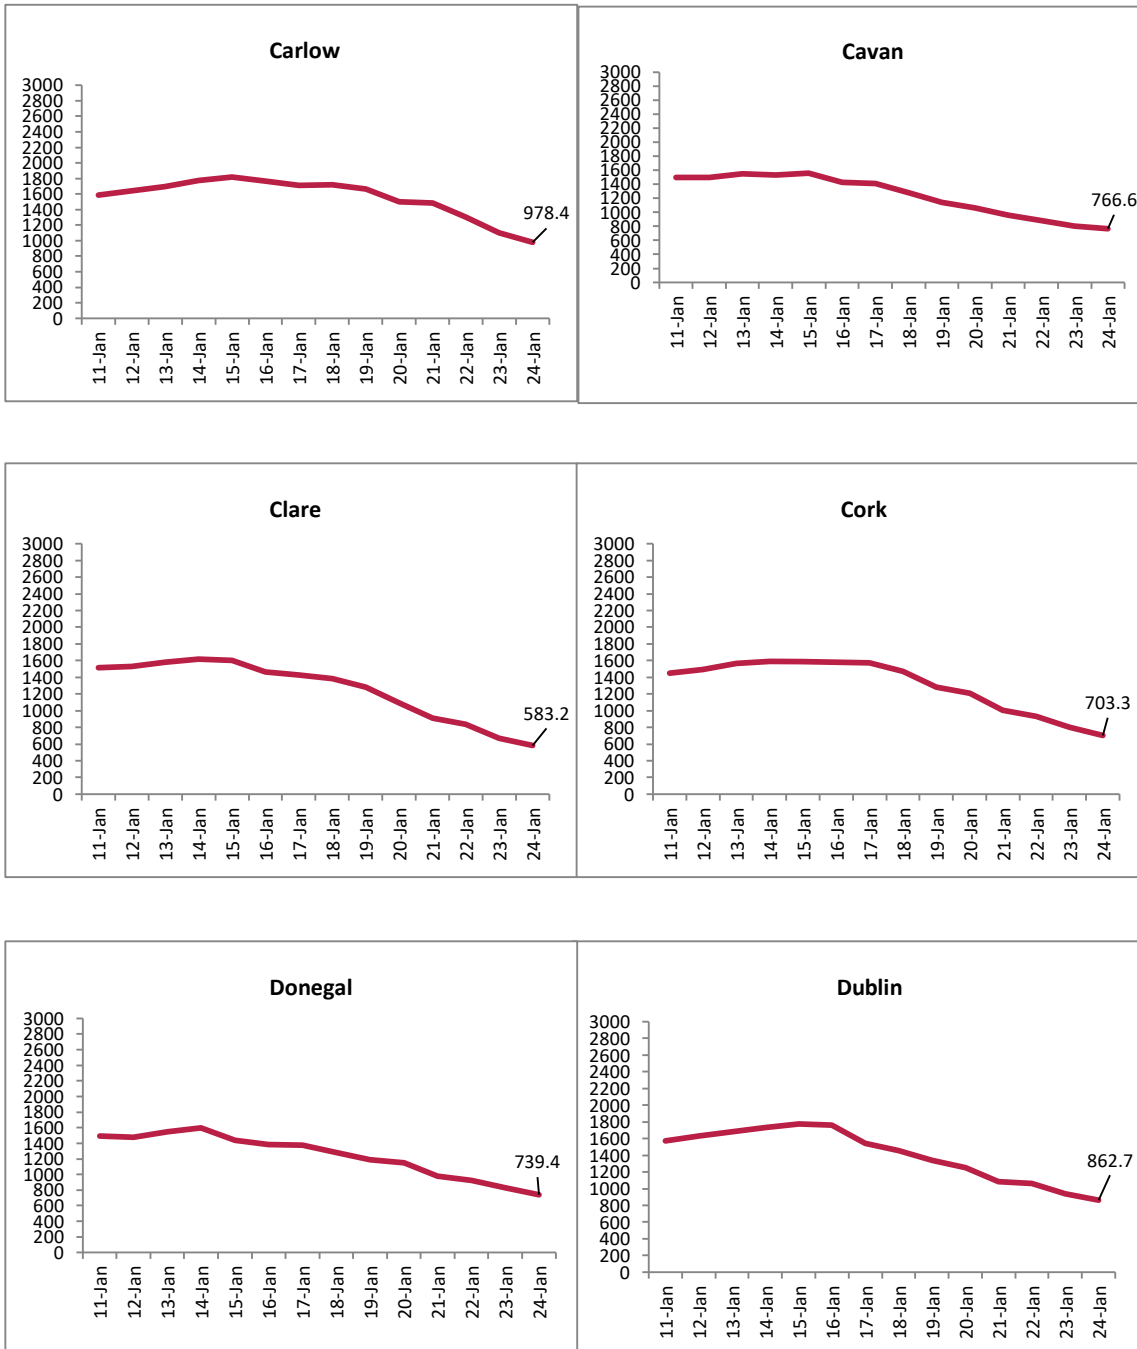 Carlow
3000
2800
2600
2400
2200
2000
1800
1600
1400
1200
1000
800
600
400
200
0
978.4
11-Jan
12-Jan
13-Jan
14-Jan
15-Jan
16-Jan
17-Jan
18-Jan
19-Jan
20-Jan
21-Jan
22-Jan
23-Jan
24-Jan
Cavan
3000
2800
2600
2400
2200
2000
1800
1600
1400
1200
1000
800
600
400
200
0
766.6
11-Jan
12-Jan
13-Jan
14-Jan
15-Jan
16-Jan
17-Jan
18-Jan
19-Jan
20-Jan
21-Jan
22-Jan
23-Jan
24-Jan
Clare
3000
2800
2600
2400
2200
2000
1800
1600
1400
1200
1000
800
600
400
200
0
583.2
11-Jan
12-Jan
13-Jan
14-Jan
15-Jan
16-Jan
17-Jan
18-Jan
19-Jan
20-Jan
21-Jan
22-Jan
23-Jan
24-Jan
Cork
3000
2800
2600
2400
2200
2000
1800
1600
1400
1200
1000
800
600
400
200
0
703.3
11-Jan
12-Jan
13-Jan
14-Jan
15-Jan
16-Jan
17-Jan
18-Jan
19-Jan
20-Jan
21-Jan
22-Jan
23-Jan
24-Jan
Donegal
3000
2800
2600
2400
2200
2000
1800
1600
1400
1200
1000
800
600
400
200
0
739.4
11-Jan
12-Jan
13-Jan
14-Jan
15-Jan
16-Jan
17-Jan
18-Jan
19-Jan
20-Jan
21-Jan
22-Jan
23-Jan
24-Jan
Dublin
3000
2800
2600
2400
2200
2000
1800
1600
1400
1200
1000
800
600
400
200
0
862.7
11-Jan
12-Jan
13-Jan
14-Jan
15-Jan
16-Jan
17-Jan
18-Jan
19-Jan
20-Jan
21-Jan
22-Jan
23-Jan
24-Jan